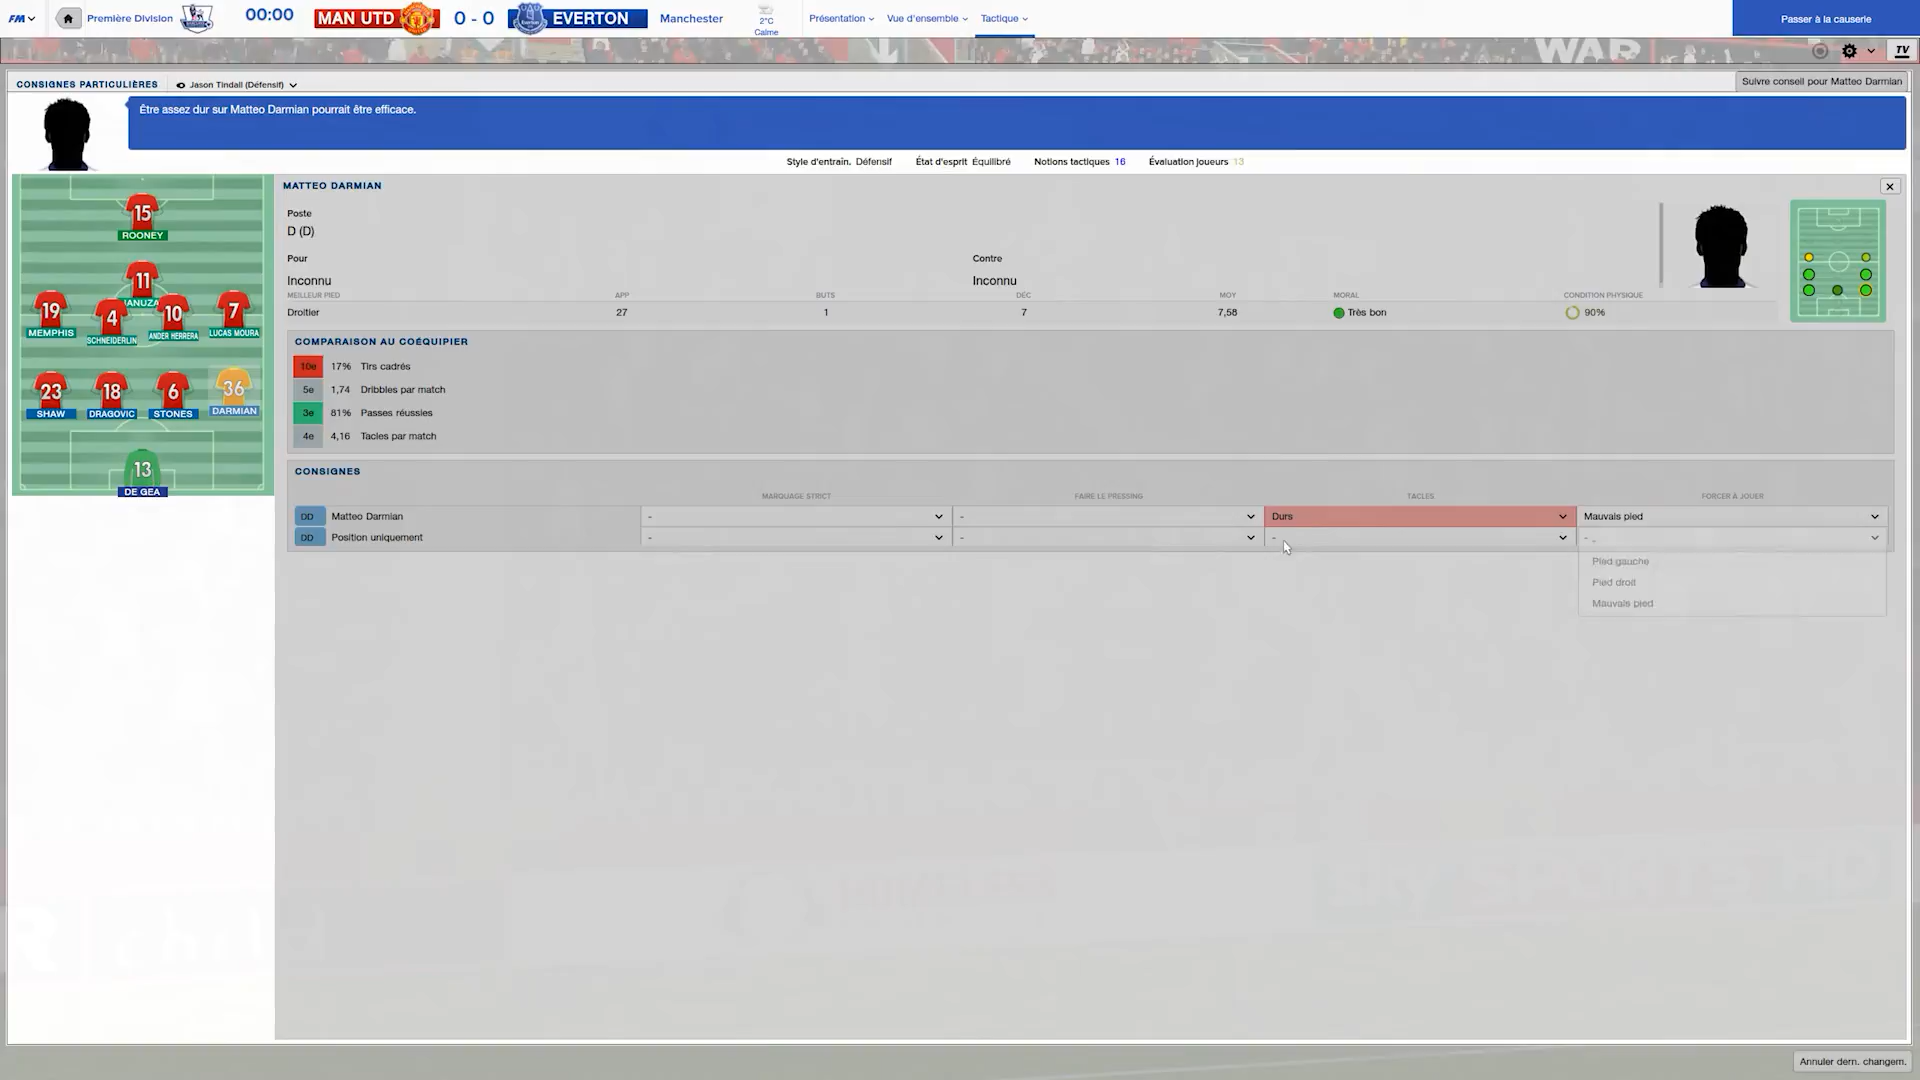 FM
Première Division
00:00
MAN UTD
0 - 0
EVERTON
Manchester
2°C
Calme
Présentation
Vue d'ensemble
Tactique
Passer à la causerie
WAR
TV
CONSIGNES PARTICULIÈRES
Jason Tindall (Défensif)
Suivre conseil pour Matteo Darmian
Être assez dur sur Matteo Darmian pourrait être efficace.
Style d'entraîn. Défensif
État d'esprit Équilibré
Notions tactiques 16
Évaluation joueurs 13
15
ROONEY
11
JANUZA
19
MEMPHIS
4
SCHNEIDERLIN
10
ANDER HERRERA
7
LUCAS MOURA
23
SHAW
18
DRAGOVIC
6
STONES
36
DARMIAN
13
DE GEA
MATTEO DARMIAN
Poste
D (D)
Pour
Contre
Inconnu
Inconnu
MEILLEUR PIED APP BUTS DÉC MOY MORAL CONDITION PHYSIQUE
Droitier 27 1 7 7,58 Très bon 90%
COMPARAISON AU COÉQUIPIER
10e 17% Tirs cadrés
5e 1,74 Dribbles par match
3e 81% Passes réussies
4e 4,16 Tacles par match
CONSIGNES
MARQUAGE STRICT FAIRE LE PRESSING TACLES FORCER À JOUER
DD Matteo Darmian - - Durs Mauvais pied
DD Position uniquement - - - -
Pied gauche
Pied droit
Mauvais pied
Annuler dern. changem.